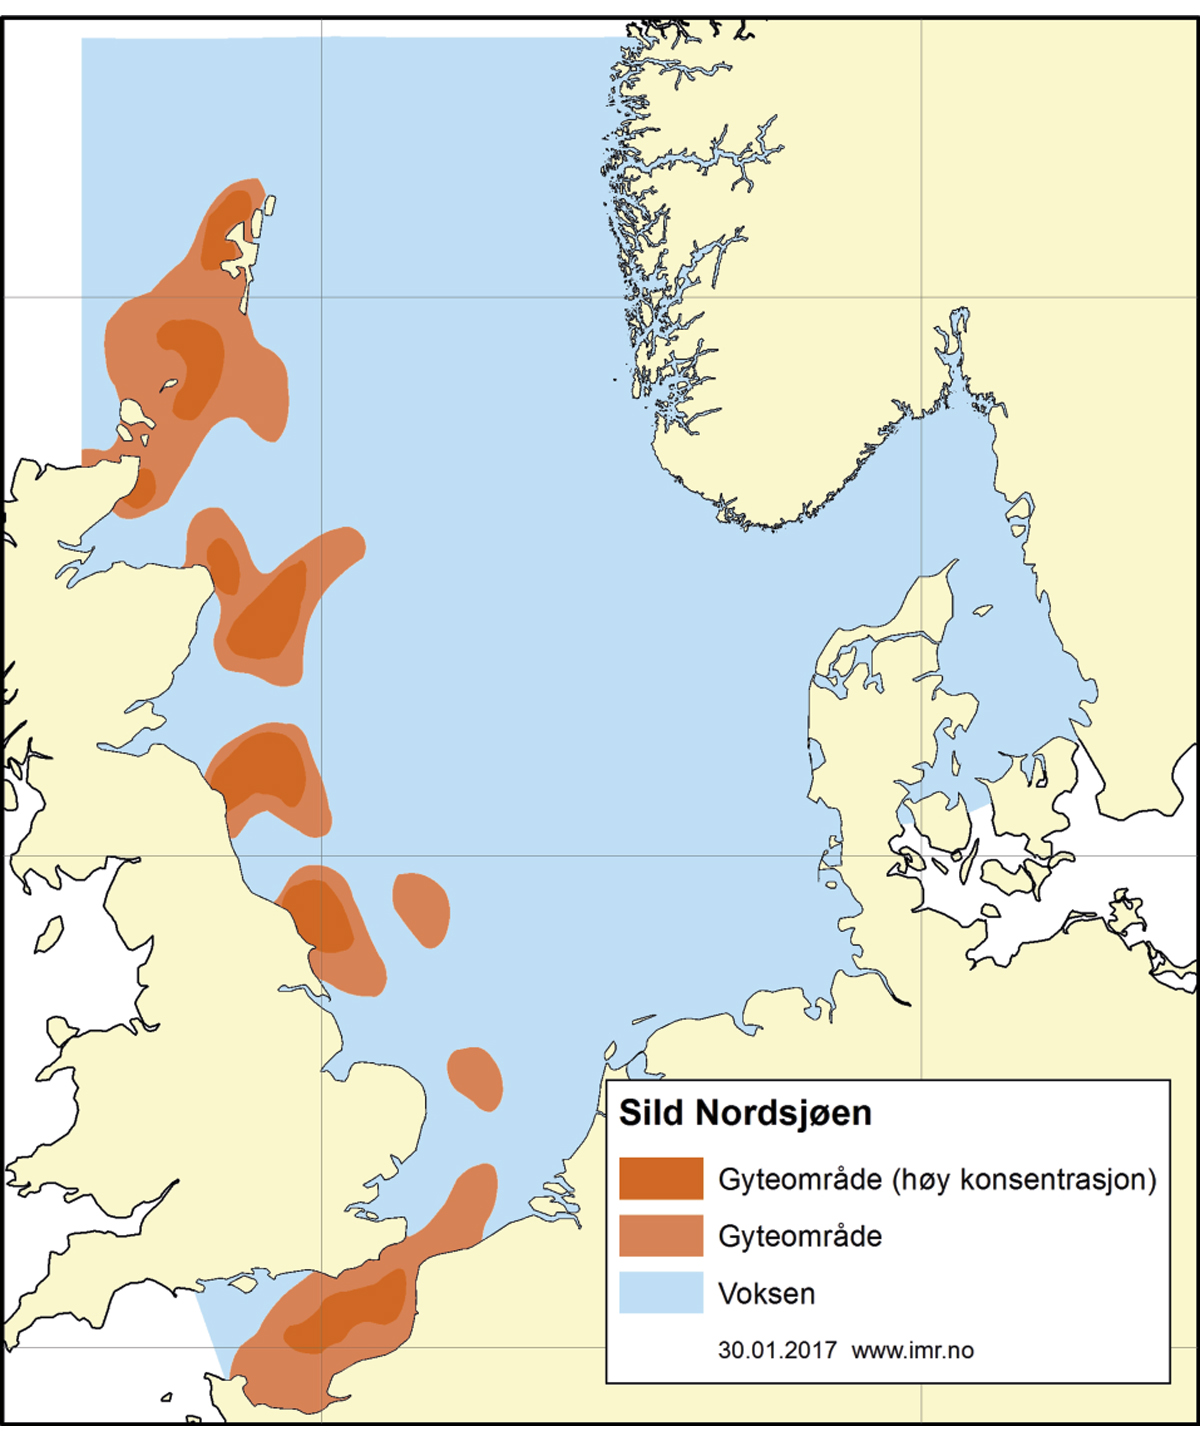 Sild Nordsjøen
Gyteområde (høy konsentrasjon)
Gyteområde
Voksen
30.01.2017 www.imr.no